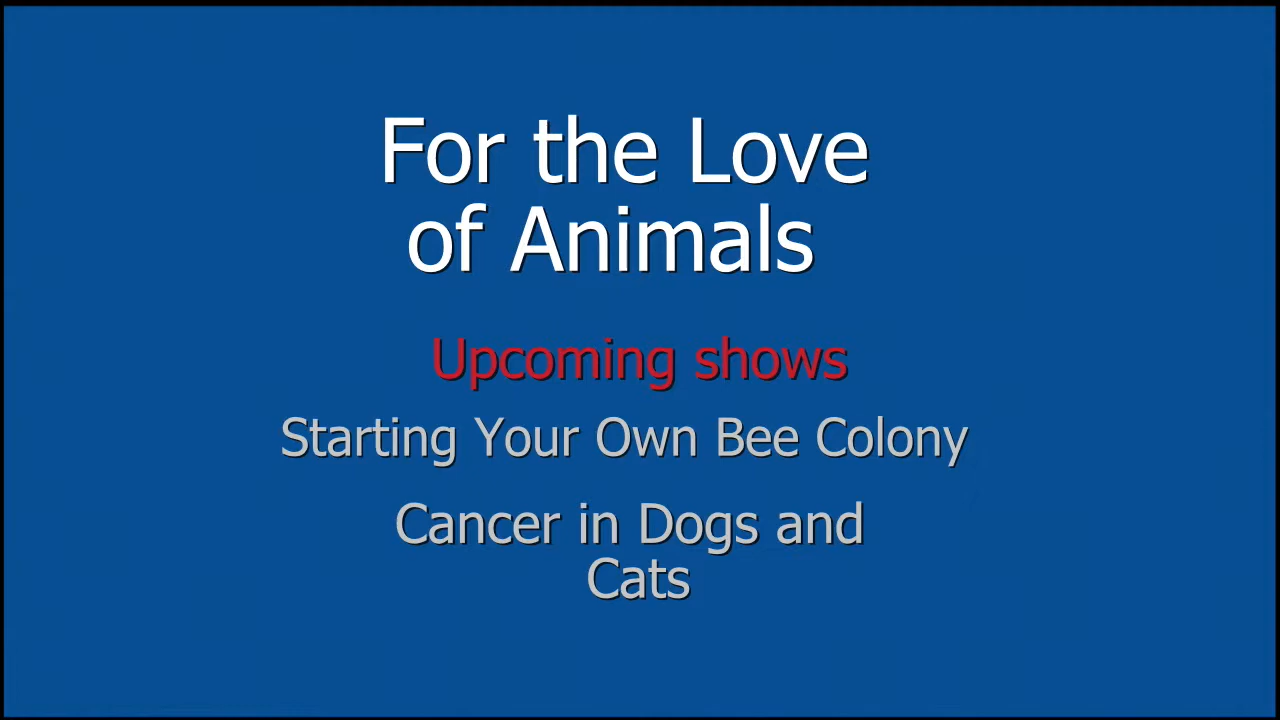 For the Love
of Animals
Upcoming shows
Starting Your Own Bee Colony
Cancer in Dogs and
Cats